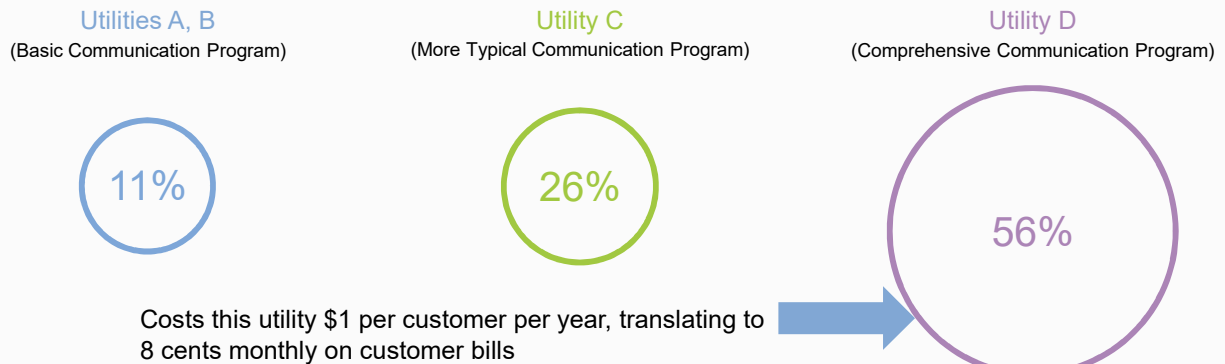 Utilities A, B
(Basic Communication Program)
Utility C
(More Typical Communication Program)
Utility D
(Comprehensive Communication Program)
11%
26%
56%
Costs this utility $1 per customer per year, translating to
8 cents monthly on customer bills